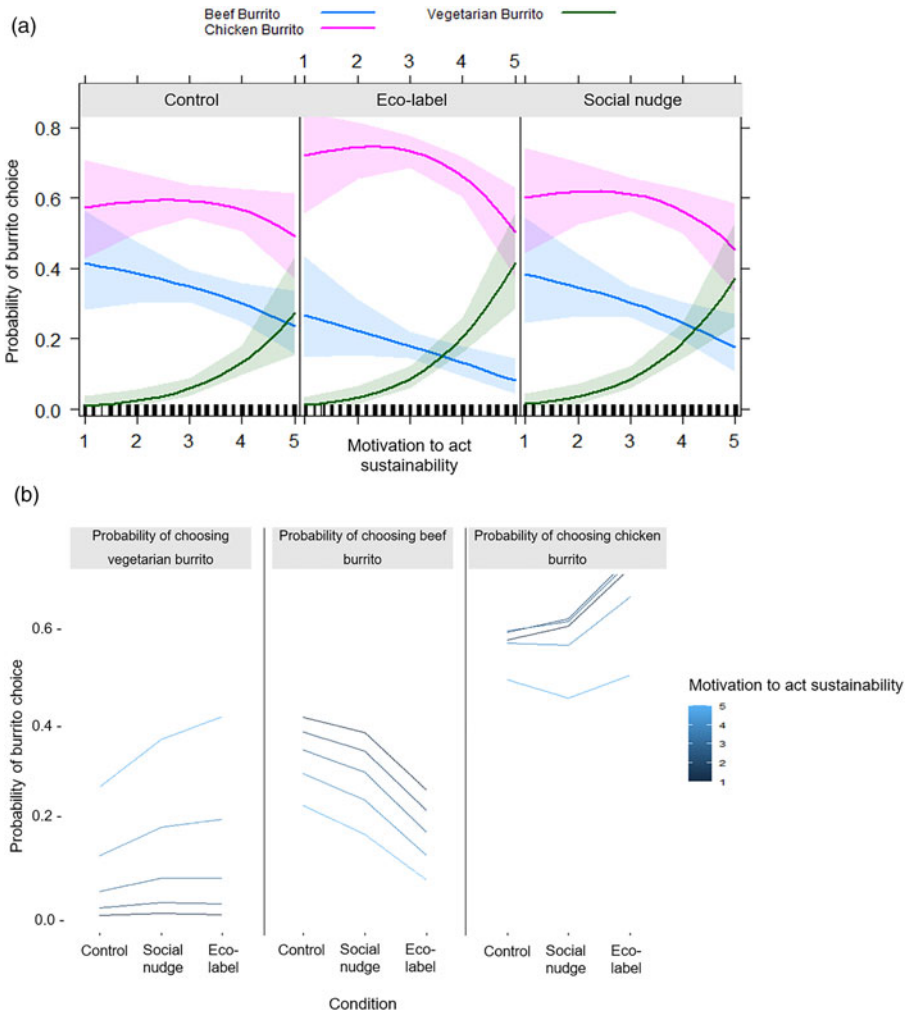 (a)
Beef Burrito
Chicken Burrito
Vegetarian Burrito
1 2 3 4 5
Control
Eco-label
Social nudge
Probability of burrito choice
0.8
0.6
0.4
0.2
0.0
1 2 3 4 5
Motivation to act
sustainability
1 2 3 4 5
(b)
Probability of choosing
vegetarian burrito
Probability of choosing beef
burrito
Probability of choosing chicken
burrito
Probability of burrito choice
0.6 -
0.4 -
0.2 -
0.0 -
Control
Social
nudge
Eco-
label
Control
Social
nudge
Eco-
label
Control
Social
nudge
Eco-
label
Condition
Motivation to act sustainability
5
4
3
2
1